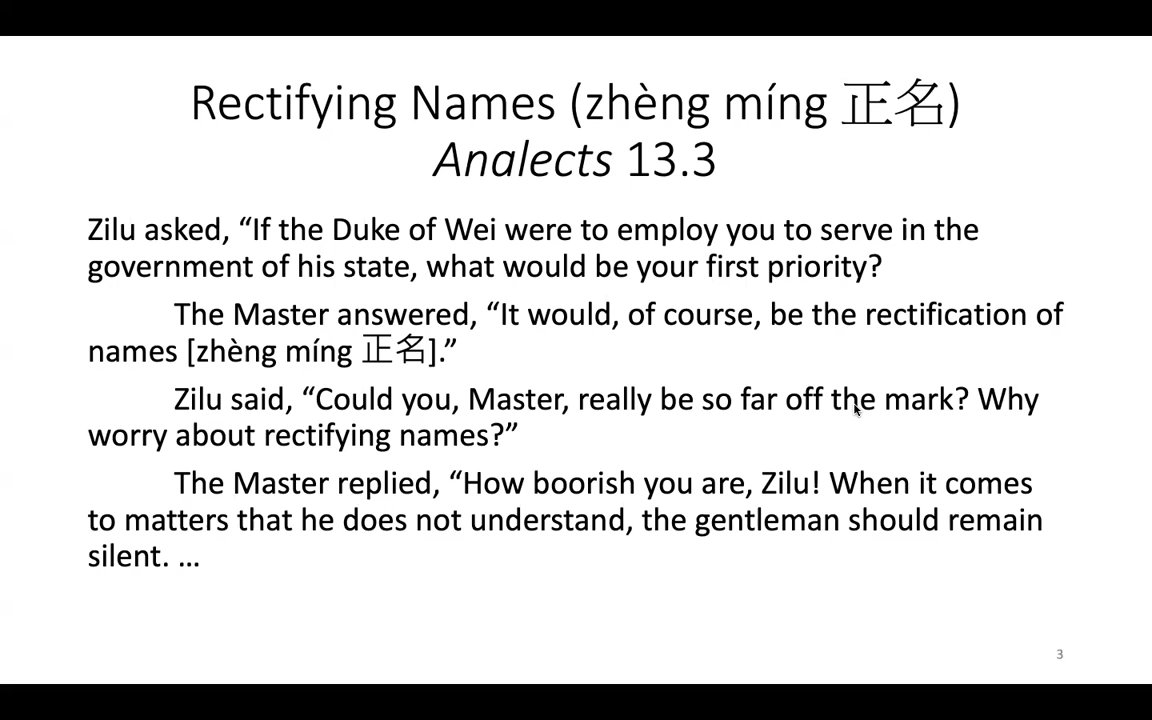 Rectifying Names (zhèng míng 正名)
Analects 13.3
Zilu asked, “If the Duke of Wei were to employ you to serve in the
government of his state, what would be your first priority?
The Master answered, “It would, of course, be the rectification of
names [zhèng míng 正名].”
Zilu said, “Could you, Master, really be so far off the mark? Why
worry about rectifying names?”
The Master replied, “How boorish you are, Zilu! When it comes
to matters that he does not understand, the gentleman should remain
silent. …
3